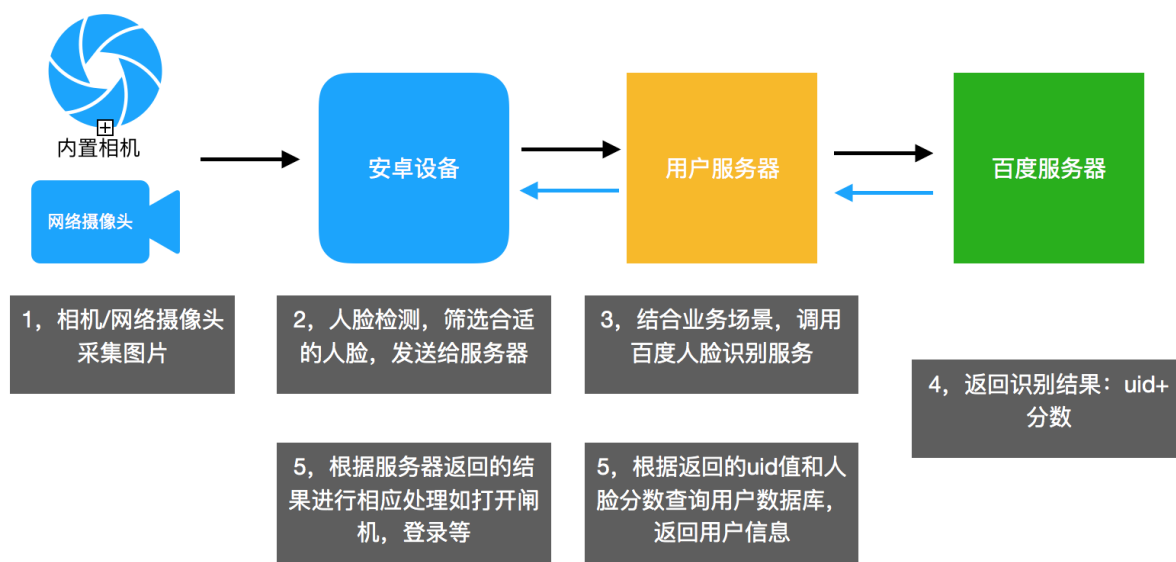 内置相机
网络摄像头
安卓设备
用户服务器
百度服务器
1，相机/网络摄像头
采集图片
2，人脸检测，筛选合适
的人脸，发送给服务器
3，结合业务场景，调用
百度人脸识别服务
4，返回识别结果：uid+
分数
5，根据服务器返回的结
果进行相应处理如打开闸
机，登录等
5，根据返回的uid值和人
脸分数查询用户数据库，
返回用户信息